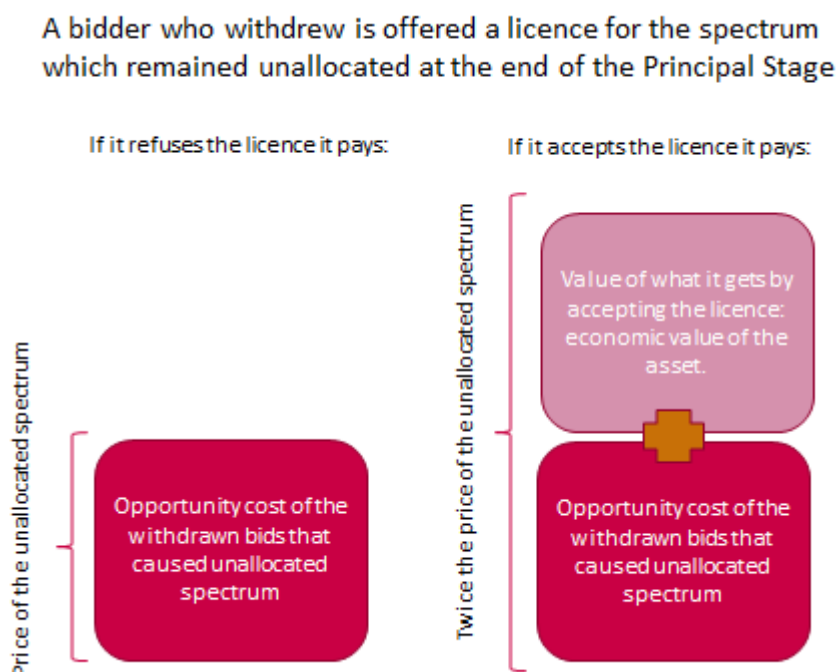 A bidder who withdrew is offered a licence for the spectrum
which remained unallocated at the end of the Principal Stage
If it refuses the licence it pays:
Price of the unallocated spectrum
Opportunity cost of the
withdrawn bids that
caused unallocated
spectrum
If it accepts the licence it pays:
Twice the price of the unallocated spectrum
Value of what it gets by
accepting the licence:
economic value of the
asset.
Opportunity cost of the
withdrawn bids that
caused unallocated
spectrum